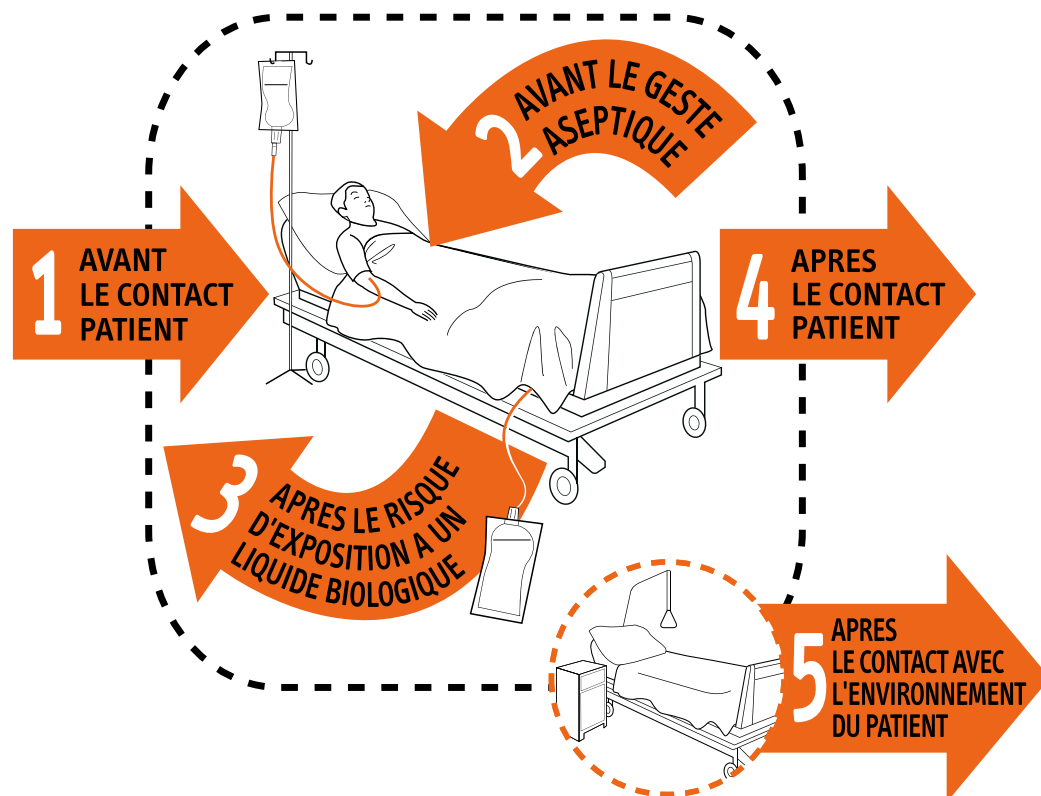 1
AVANT
LE CONTACT
PATIENT
2
AVANT LE GESTE
ASEPTIQUE
3
APRES LE RISQUE
D'EXPOSITION A UN
LIQUIDE BIOLOGIQUE
4
APRES
LE CONTACT
PATIENT
5
APRES
LE CONTACT AVEC
L'ENVIRONNEMENT
DU PATIENT